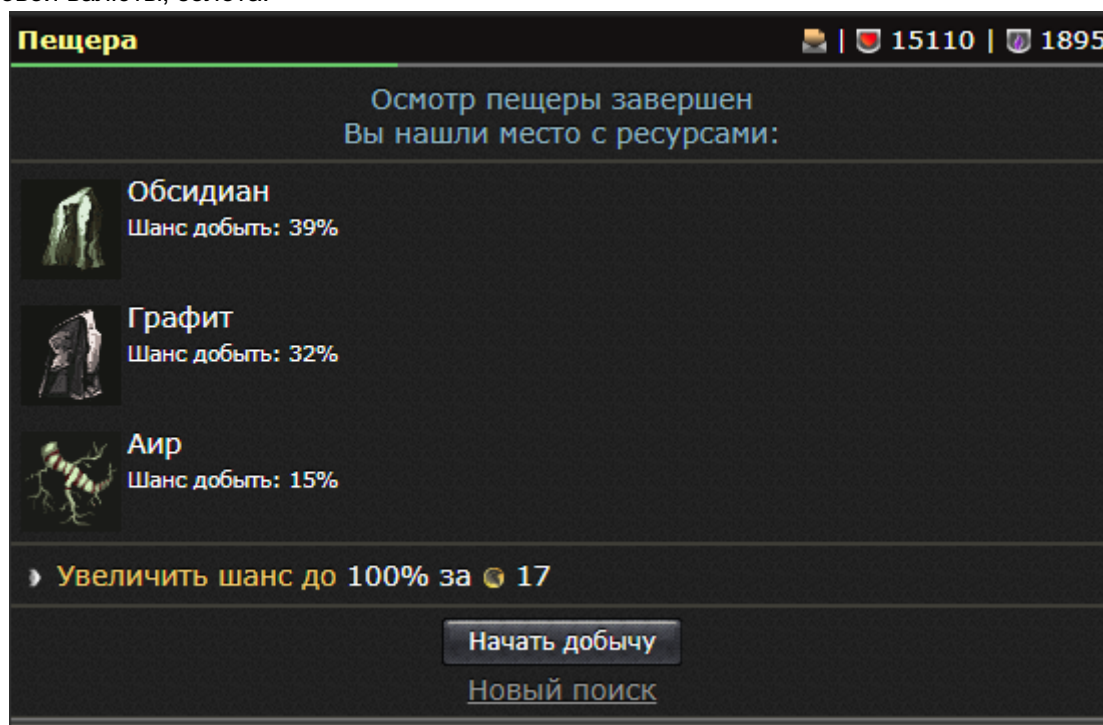 Пещера | 15110 | 1895
Осмотр пещеры завершен
Вы нашли место с ресурсами:
Обсидиан
Шанс добыть: 39%
Графит
Шанс добыть: 32%
Аир
Шанс добыть: 15%
Увеличить шанс до 100% за 17
Начать добычу
Новый поиск